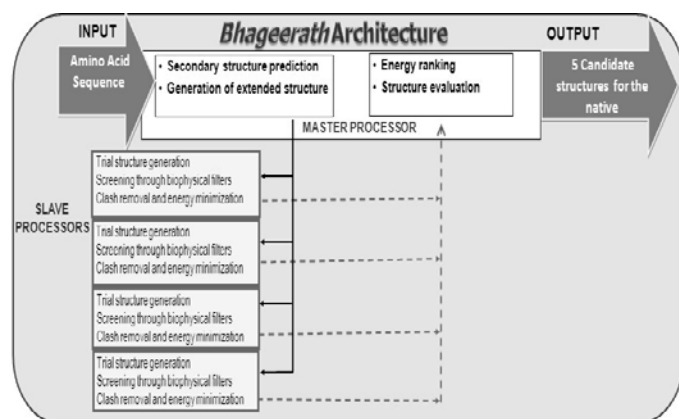 INPUT
Bhageerath Architecture
OUTPUT
Amino Acid
Sequence
• Secondary structure prediction
• Generation of extended structure
• Energy ranking
• Structure evaluation
MASTER PROCESSOR
5 Candidate
structures for the
native
SLAVE
PROCESSORS
Trial structure generation
Screening through biophysical filters
Clash removal and energy minimization
Trial structure generation
Screening through biophysical filters
Clash removal and energy minimization
Trial structure generation
Screening through biophysical filters
Clash removal and energy minimization
Trial structure generation
Screening through biophysical filters
Clash removal and energy minimization